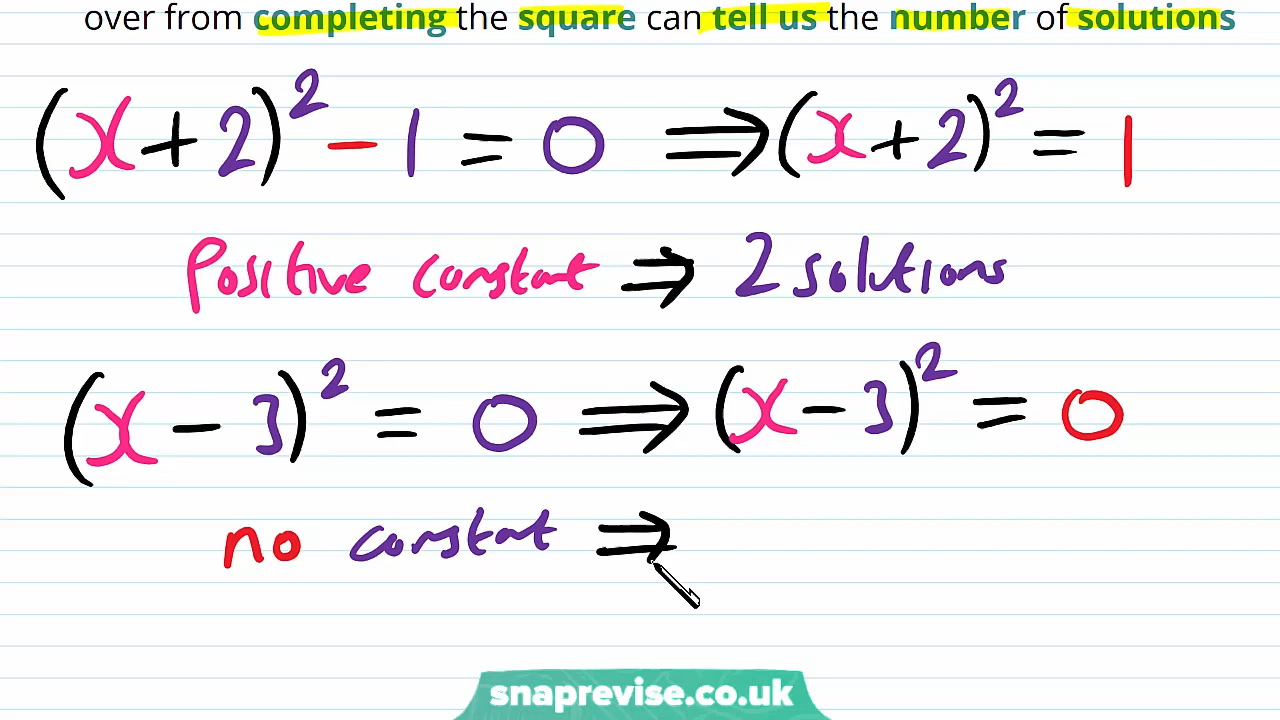 over from completing the square can tell us the number of solutions
(x + 2)² - 1 = 0 ⇒ (x + 2)² = 1
Positive constant ⇒ 2 solutions
(x - 3)² = 0 ⇒ (x - 3)² = 0
no constant ⇒
snaprevise.co.uk